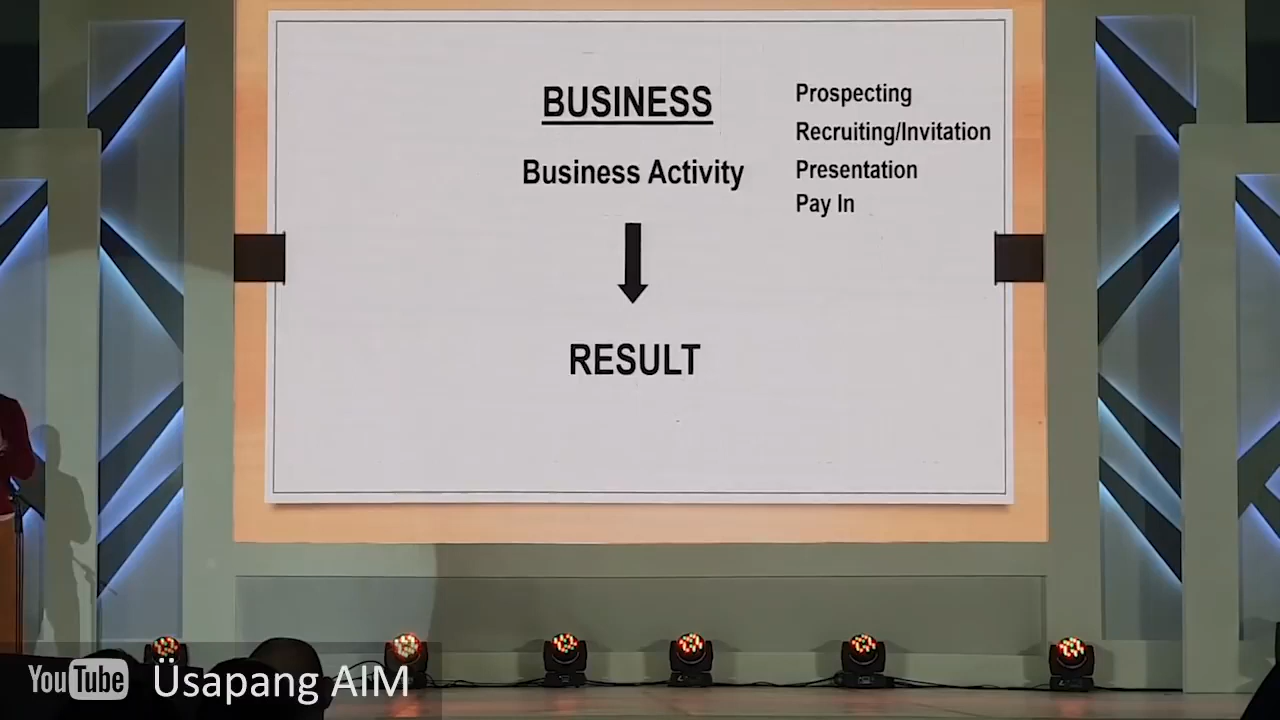 BUSINESS
Business Activity
RESULT
Prospecting
Recruiting/Invitation
Presentation
Pay In
YouTube Üsapang AIM